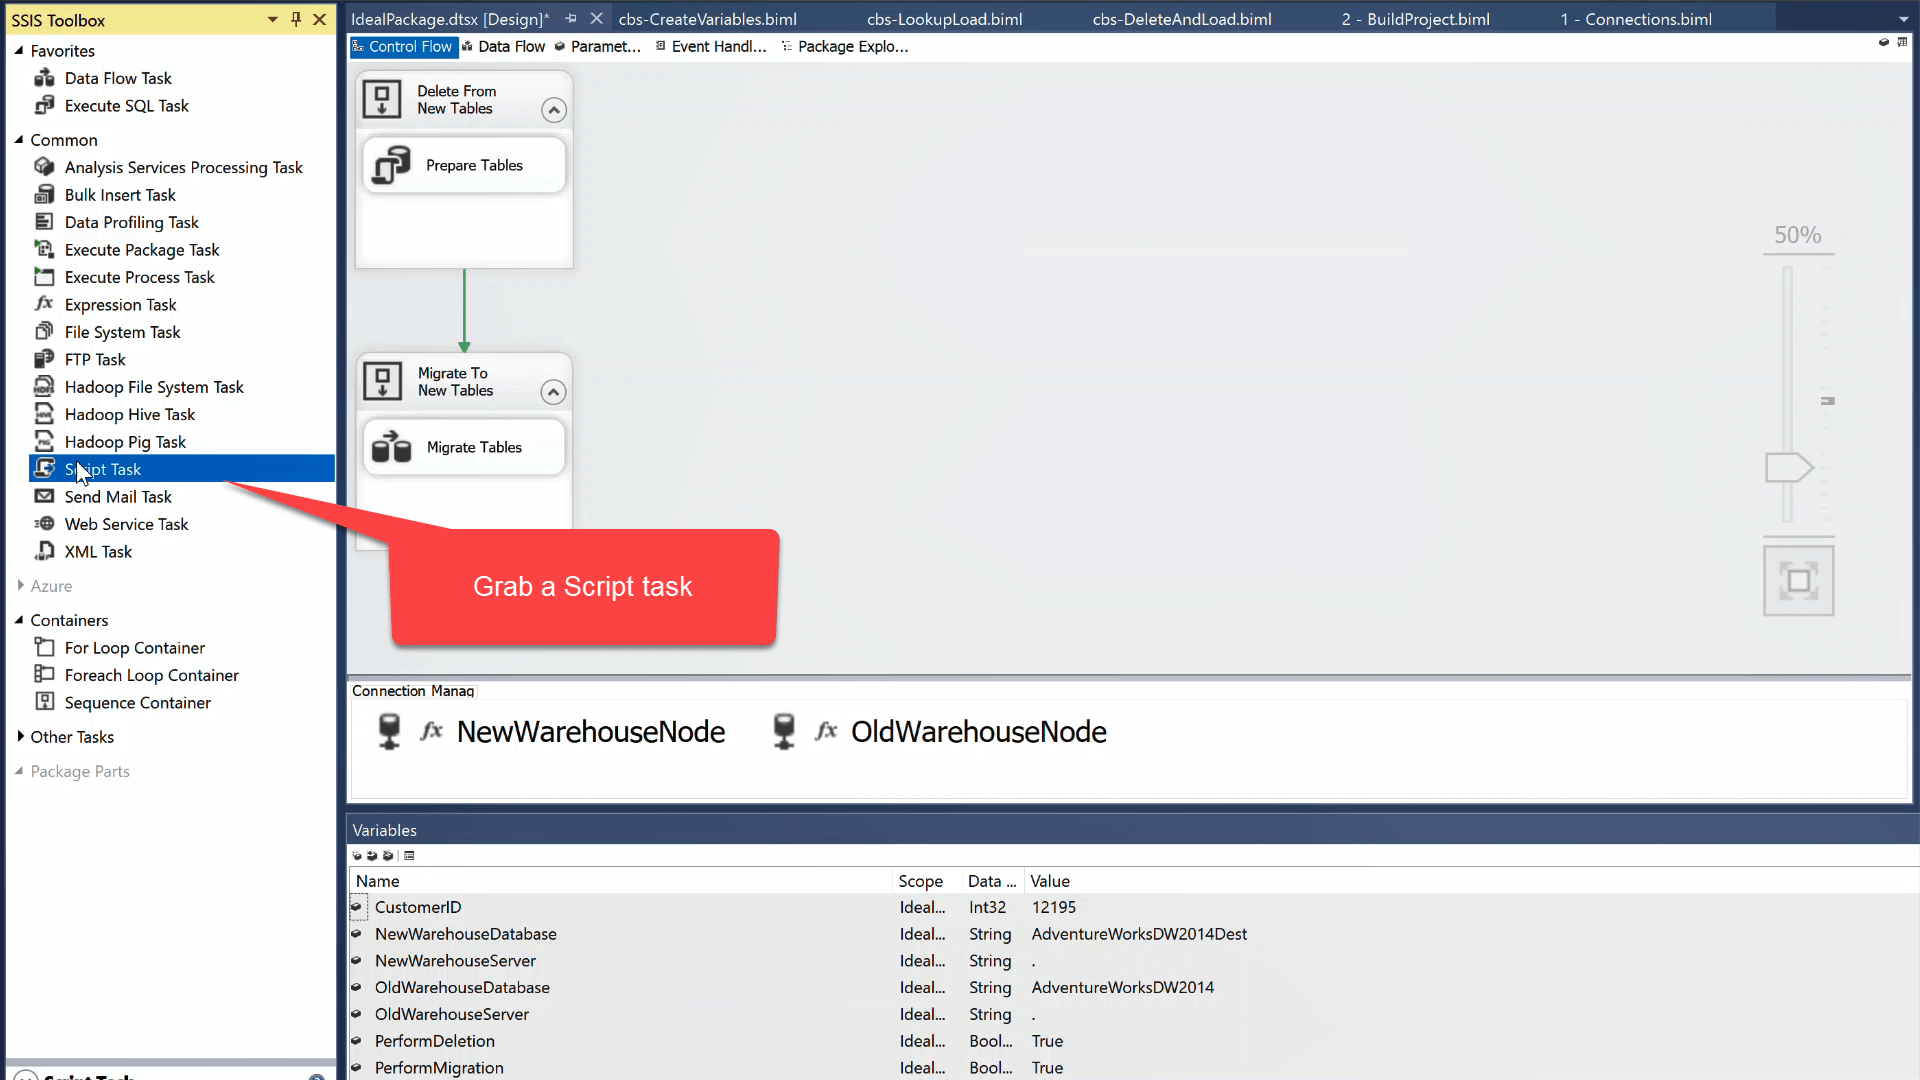 SSIS Toolbox
Favorites
Data Flow Task
Execute SQL Task
Common
Analysis Services Processing Task
Bulk Insert Task
Data Profiling Task
Execute Package Task
Execute Process Task
fx Expression Task
File System Task
FTP Task
Hadoop File System Task
Hadoop Hive Task
Hadoop Pig Task
Script Task
Send Mail Task
Web Service Task
XML Task
Azure
Containers
For Loop Container
Foreach Loop Container
Sequence Container
Other Tasks
Package Parts
IdealPackage.dtsx [Design]* cbs-CreateVariables.biml cbs-LookupLoad.biml cbs-DeleteAndLoad.biml 2 - BuildProject.biml 1 - Connections.biml
Control Flow Data Flow Paramet... Event Handl... Package Explo...
Delete From
New Tables
Prepare Tables
Migrate To
New Tables
Migrate Tables
50%
Grab a Script task
Connection Manag
fx NewWarehouseNode fx OldWarehouseNode
Variables
Name Scope Data ... Value
CustomerID Ideal... Int32 12195
NewWarehouseDatabase Ideal... String AdventureWorksDW2014Dest
NewWarehouseServer Ideal... String .
OldWarehouseDatabase Ideal... String AdventureWorksDW2014
OldWarehouseServer Ideal... String .
PerformDeletion Ideal... Bool... True
PerformMigration Ideal... Bool... True